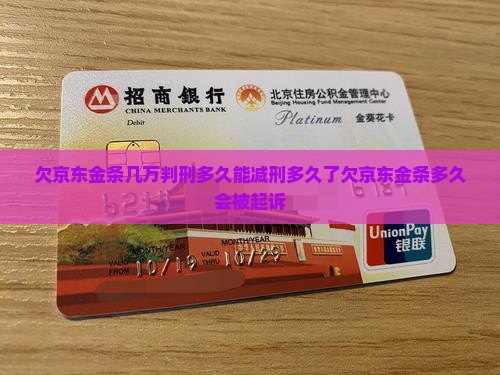 招商银行
CHINA MERCHANTS BANK
Debit
北京住房公积金管理中心
Beijing Housing Fund Management Center
Platinum 金葵花卡
欠京东金条几万判刑多久能减刑多久了欠京东金条多久
会被起诉
MONTH/YEAR
MONTH/YEAR
VALID
FROM
10/19
VALID
THRU
10/29
UnionPay
银联